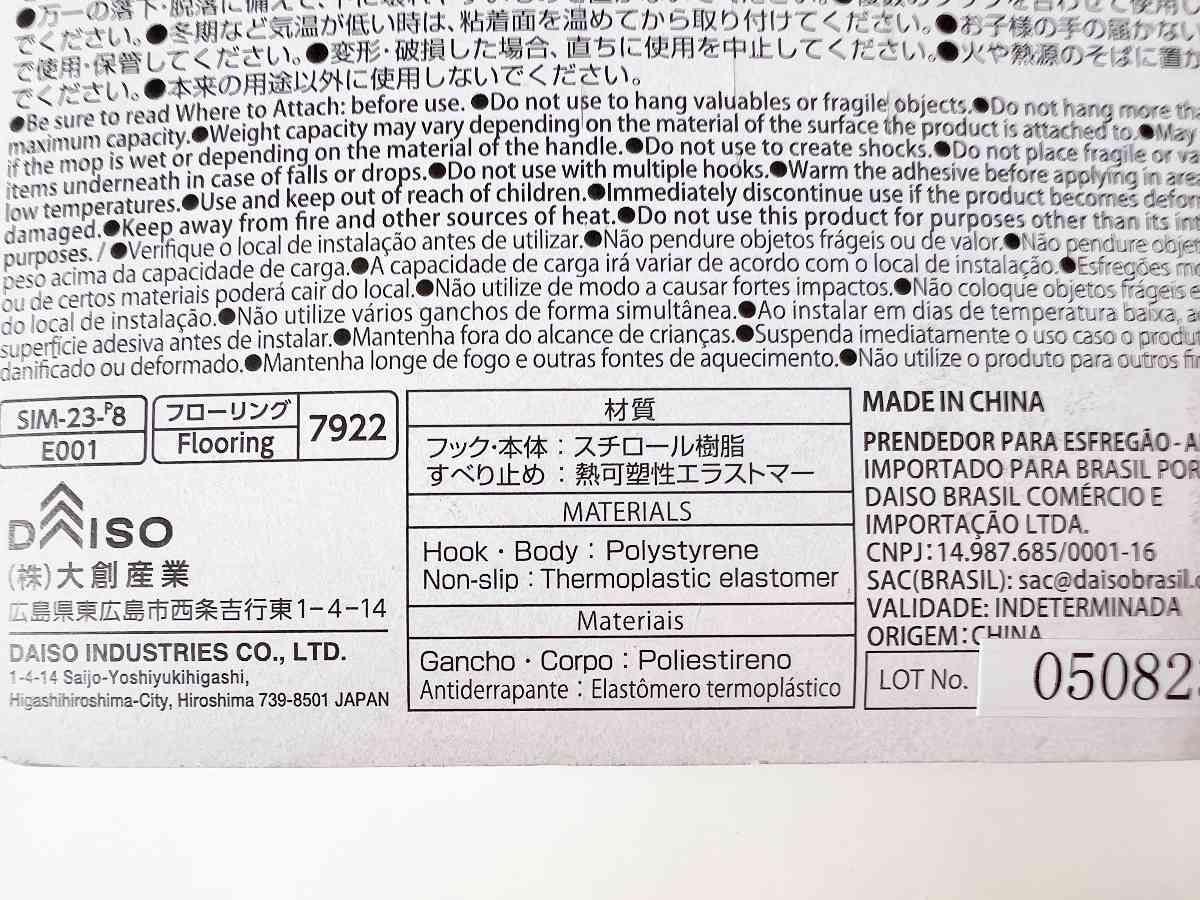 ●万一の落下・脱落に備えて、下に
でください。●冬期など気温が低い時は、粘着面を温めてから取り付けてください。●お子様の手の届かない
で使用・保管してください。●変形・破損した場合、直ちに使用を中止してください。●火や熱源のそばに置か
でください。●本来の用途以外に使用しないでください。
●Be sure to read Where to Attach: before use. ●Do not use to hang valuables or fragile objects.●Do not hang more th
maximum capacity.●Weight capacity may vary depending on the material of the surface the product is attached to.●May
if the mop is wet or depending on the material of the handle.●Do not use to create shocks.●Do not place fragile or va
items underneath in case of falls or drops.●Do not use with multiple hooks.●Warm the adhesive before applying in area
low temperatures.●Use and keep out of reach of children.●Immediately discontinue use if the product becomes defor
damaged.●Keep away from fire and other sources of heat.●Do not use this product for purposes other than its int
purposes. / ●Verifique o local de instalação antes de utilizar.●Não pendure objetos frágeis ou de valor.●Não pendure objet
peso acima da capacidade de carga.●A capacidade de carga irá variar de acordo com o local de instalação.●Esfregões mo
ou de certos materiais poderá cair do local.●Não utilize de modo a causar fortes impactos.●Não coloque objetos frágeis e
do local de instalação.●Não utilize vários ganchos de forma simultânea.●Ao instalar em dias de temperatura baixa, aq
superfície adesiva antes de instalar.●Mantenha fora do alcance de crianças.●Suspenda imediatamente o uso caso o produt
danificado ou deformado.●Mantenha longe de fogo e outras fontes de aquecimento.●Não utilize o produto para outros fin
SIM-23-P8
E001
フローリング
Flooring
7922
DAISO
(株)大創産業
広島県東広島市西条吉行東1-4-14
DAISO INDUSTRIES CO., LTD.
1-4-14 Saijo-Yoshiyukihigashi,
Higashihiroshima-City, Hiroshima 739-8501 JAPAN
材質
フック・本体：スチロール樹脂
すべり止め：熱可塑性エラストマー
MATERIALS
Hook・Body：Polystyrene
Non-slip：Thermoplastic elastomer
Materiais
Gancho・Corpo：Poliestireno
Antiderrapante：Elastômero termoplástico
MADE IN CHINA
PRENDEDOR PARA ESFREGÃO - A
IMPORTADO PARA BRASIL POR
DAISO BRASIL COMÉRCIO E
IMPORTAÇÃO LTDA.
CNPJ：14.987.685/0001-16
SAC(BRASIL): sac@daisobrasil.c
VALIDADE: INDETERMINADA
ORIGEM：CHINA
LOT No.
05082